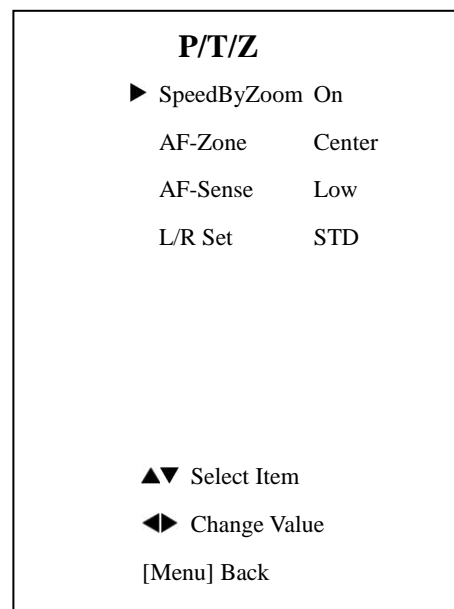 P/T/Z
▶ SpeedByZoom On
AF-Zone Center
AF-Sense Low
L/R Set STD
▲▼ Select Item
◀▶ Change Value
[Menu] Back